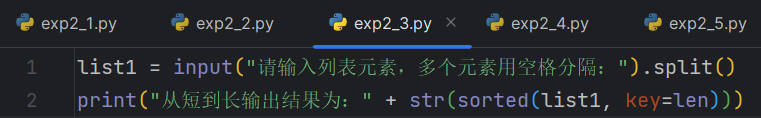 exp2_1.py exp2_2.py exp2_3.py exp2_4.py exp2_5.py
1 list1 = input("请输入列表元素，多个元素用空格分隔：").split()
2 print("从短到长输出结果为：" + str(sorted(list1, key=len)))